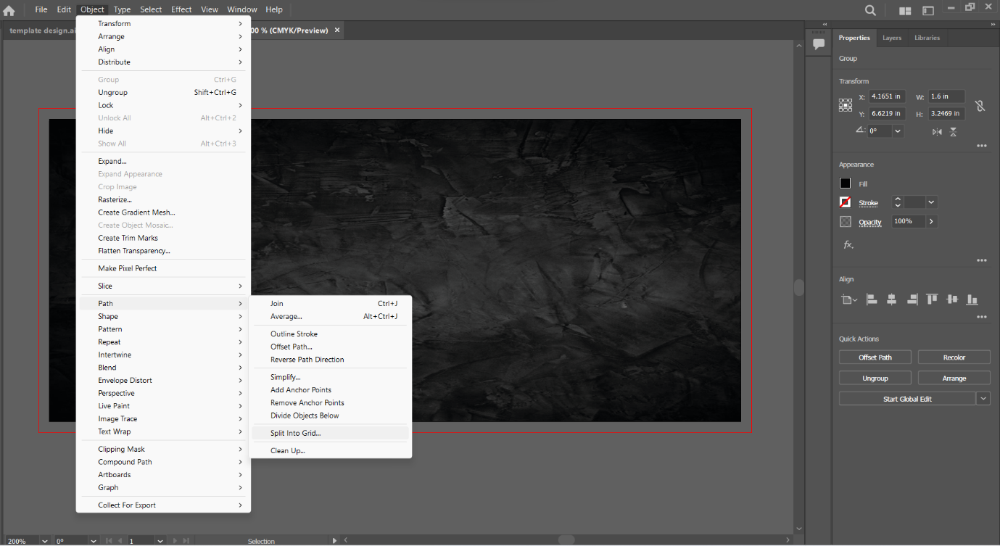 File Edit Object Type Select Effect View Window Help
template design.ai
00 % (CMYK/Preview) ×
Transform
Arrange
Align
Distribute
Group Ctrl+G
Ungroup Shift+Ctrl+G
Lock
Unlock All Alt+Ctrl+2
Hide
Show All Alt+Ctrl+3
Expand...
Expand Appearance
Crop Image
Rasterize...
Create Gradient Mesh...
Create Object Mosaic...
Create Trim Marks
Flatten Transparency...
Make Pixel Perfect
Slice
Path
Shape
Pattern
Repeat
Intertwine
Blend
Envelope Distort
Perspective
Live Paint
Image Trace
Text Wrap
Clipping Mask
Compound Path
Artboards
Graph
Collect For Export
Join Ctrl+J
Average... Alt+Ctrl+J
Outline Stroke
Offset Path...
Reverse Path Direction
Simplify...
Add Anchor Points
Remove Anchor Points
Divide Objects Below
Split Into Grid...
Clean Up...
Properties Layers Libraries
Group
Transform
X: 4.1651 in W: 1.6 in
Y: 6.6219 in H: 3.2469 in
0°
Appearance
Fill
Stroke
Opacity 100%
fx.
Align
Quick Actions
Offset Path Recolor
Ungroup Arrange
Start Global Edit
200% 0° 1 Selection